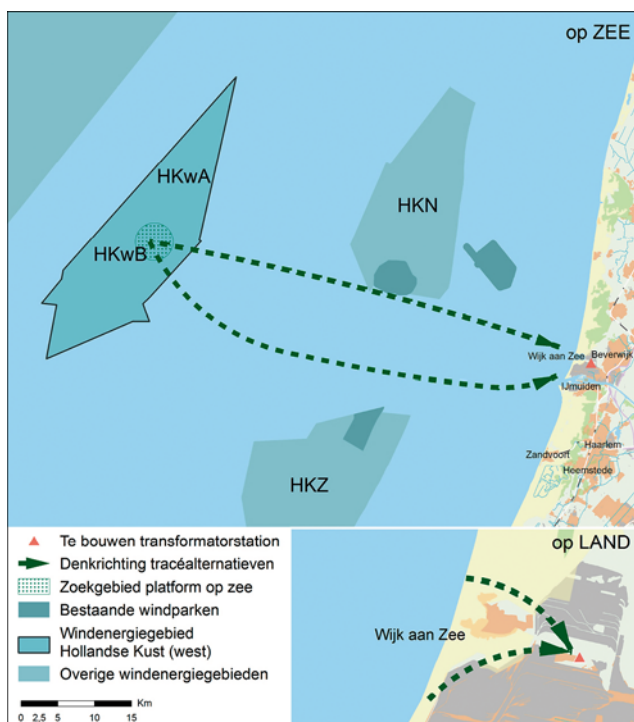 op ZEE
HKwA
HKN
HKwB
Wijk aan Zee
Beverwijk
IJmuiden
Haarlem
Zandvoort
Heemstede
HKZ
Te bouwen transformatorstation
Denkrichting tracéalternatieven
Zoekgebied platform op zee
Bestaande windparken
Windenergiegebied
Hollandse Kust (west)
Overige windenergiegebieden
Km
0 2,5 5 10 15
op LAND
Wijk aan Zee